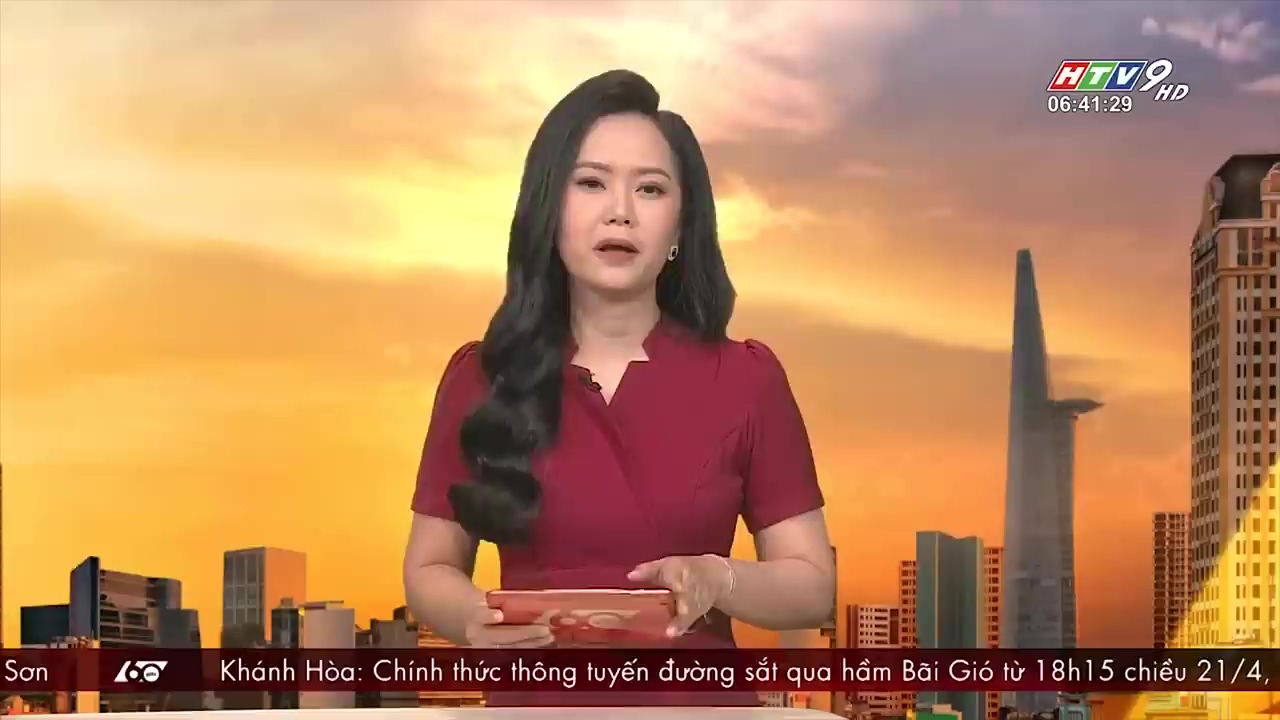 HTV9 HD
06:41:29
Sơn 60 Khánh Hòa: Chính thức thông tuyến đường sắt qua hầm Bãi Gió từ 18h15 chiều 21/4,